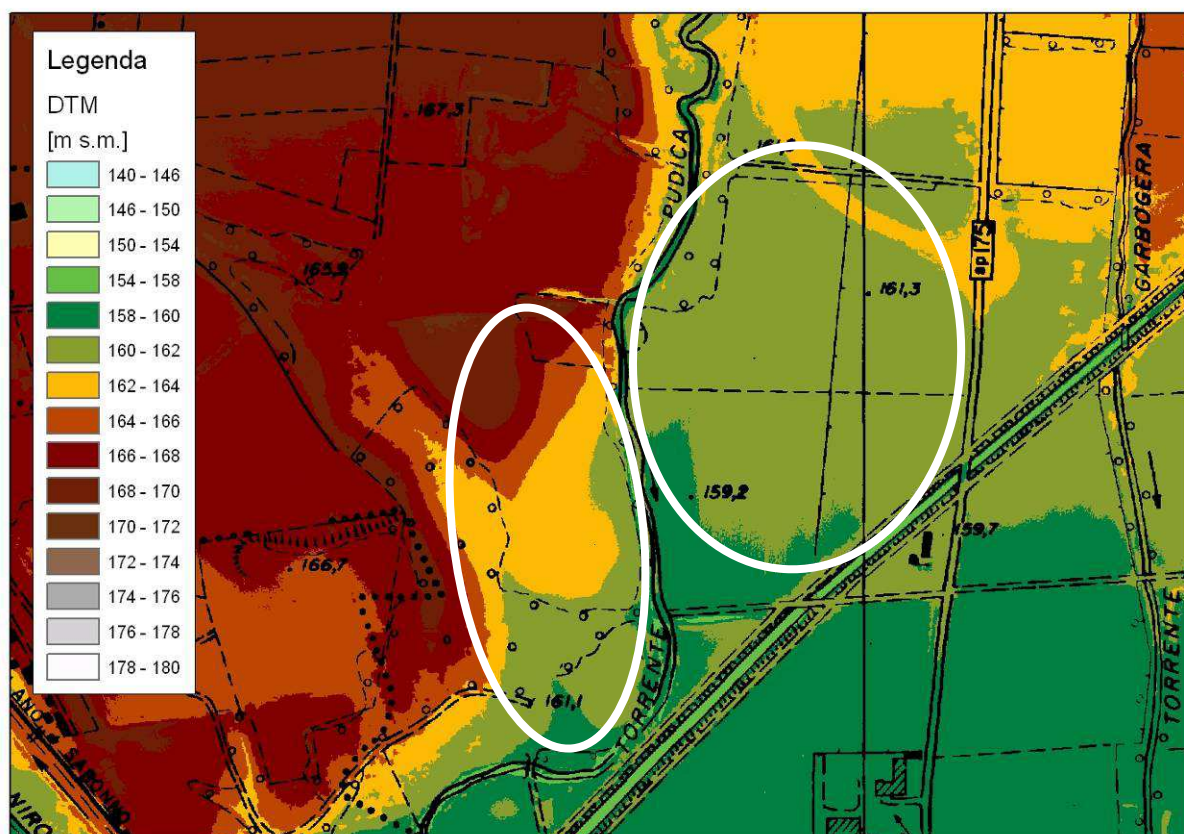 Legenda
DTM
[m s.m.]
140 - 146
146 - 150
150 - 154
154 - 158
158 - 160
160 - 162
162 - 164
164 - 166
166 - 168
168 - 170
170 - 172
172 - 174
174 - 176
176 - 178
178 - 180
167,3
PUDICA
GARBOGERA
sp175
161,3
159,2
159,7
166,7
161,1
TORRENTE
TORRENTE
SARONNO
NIRO